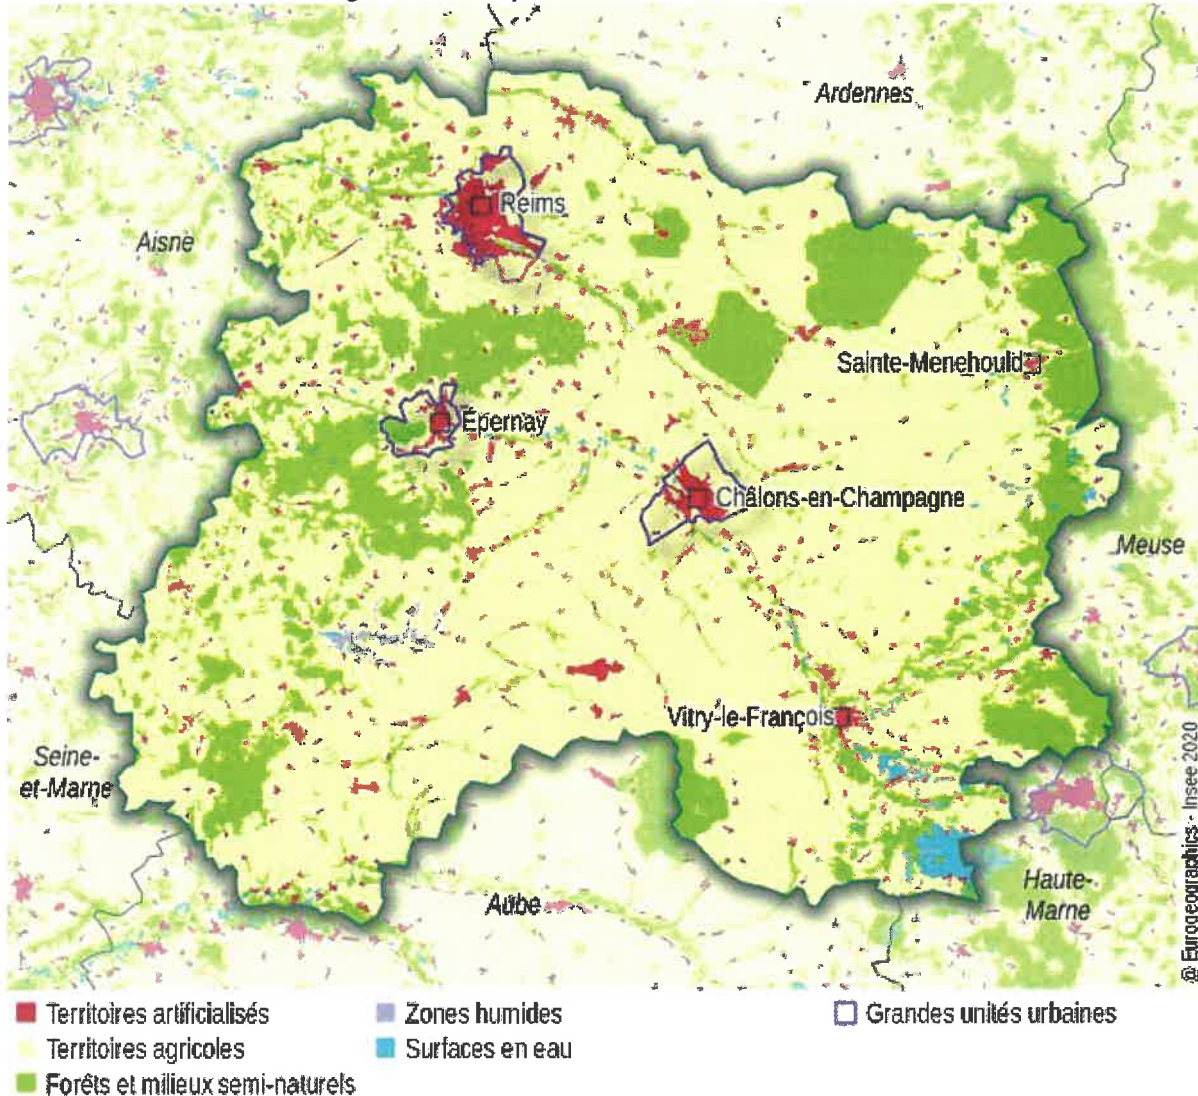 Ardennes
Reims
Aisne
Sainte-Menehould
Épernay
Châlons-en-Champagne
Meuse
Vitry-le-François
Seine-
et-Marne
Haute-
Marne
Aube
© Eurogeographics - Insee 2020
Territoires artificialisés
Zones humides
Grandes unités urbaines
Territoires agricoles
Surfaces en eau
Forêts et milieux semi-naturels